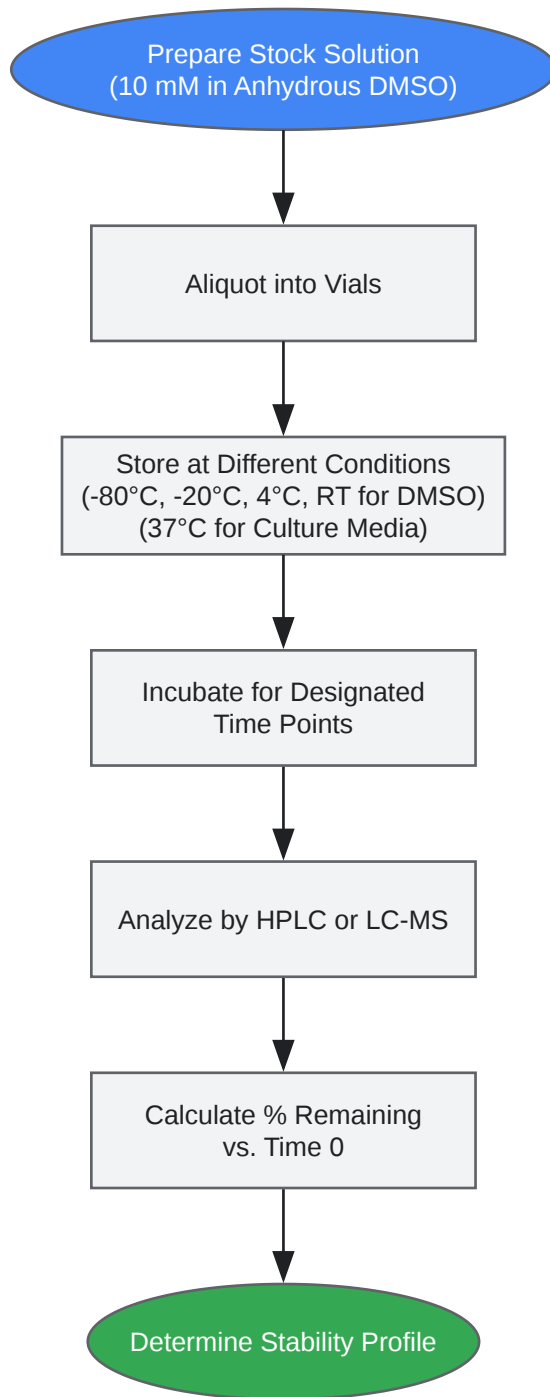 Prepare Stock Solution
(10 mM in Anhydrous DMSO)
Aliquot into Vials
Store at Different Conditions
(-80°C, -20°C, 4°C, RT for DMSO)
(37°C for Culture Media)
Incubate for Designated
Time Points
Analyze by HPLC or LC-MS
Calculate % Remaining
vs. Time 0
Determine Stability Profile